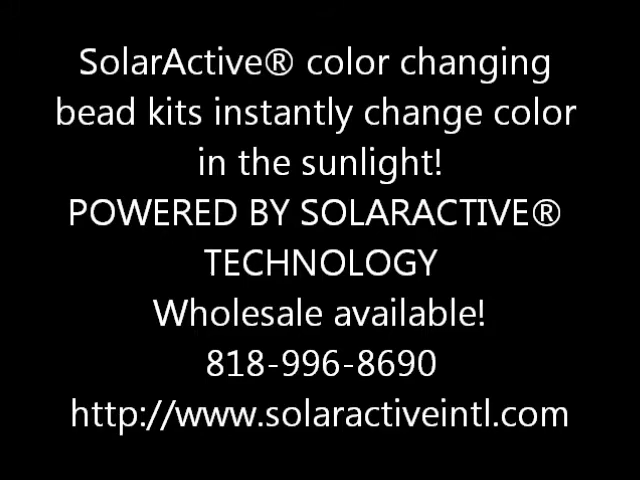 SolarActive® color changing
bead kits instantly change color
in the sunlight!
POWERED BY SOLARACTIVE®
TECHNOLOGY
Wholesale available!
818-996-8690
http://www.solaractiveintl.com